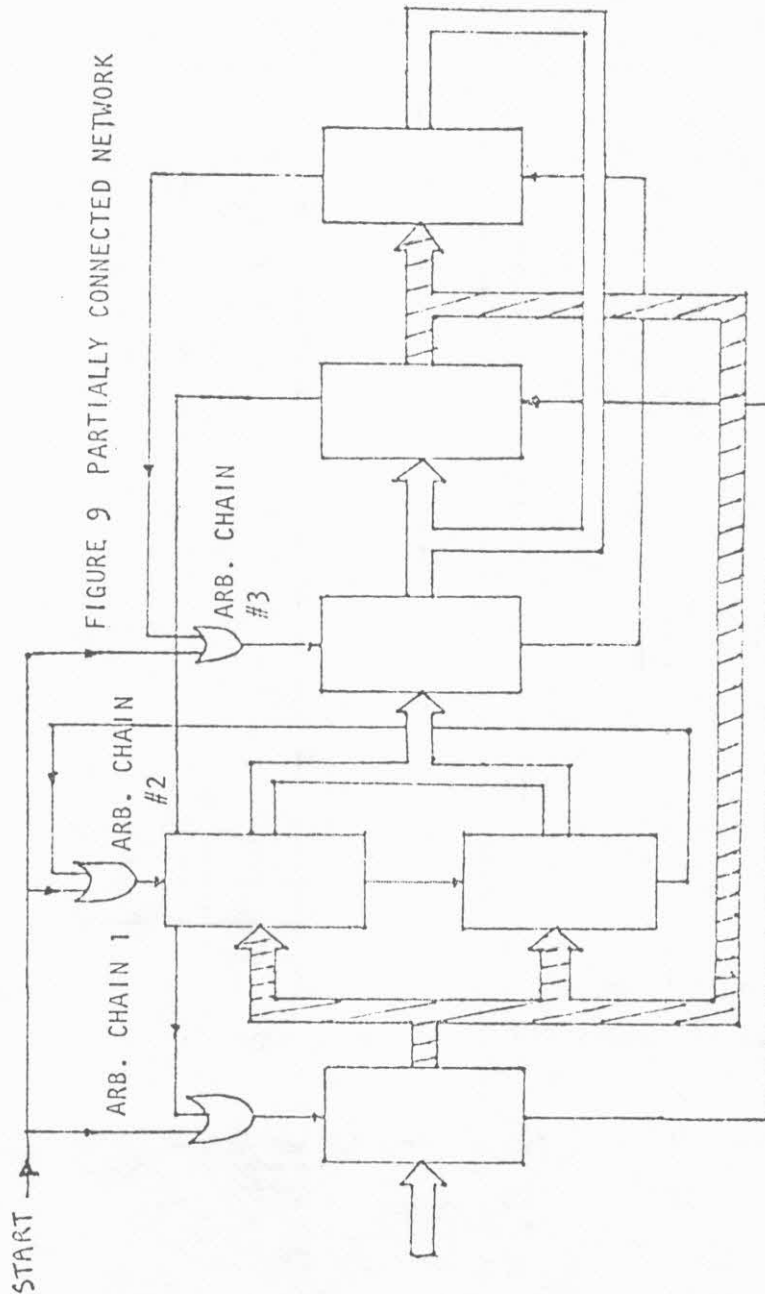 START
ARB. CHAIN 1
ARB. CHAIN
#2
ARB. CHAIN
#3
FIGURE 9 PARTIALLY CONNECTED NETWORK